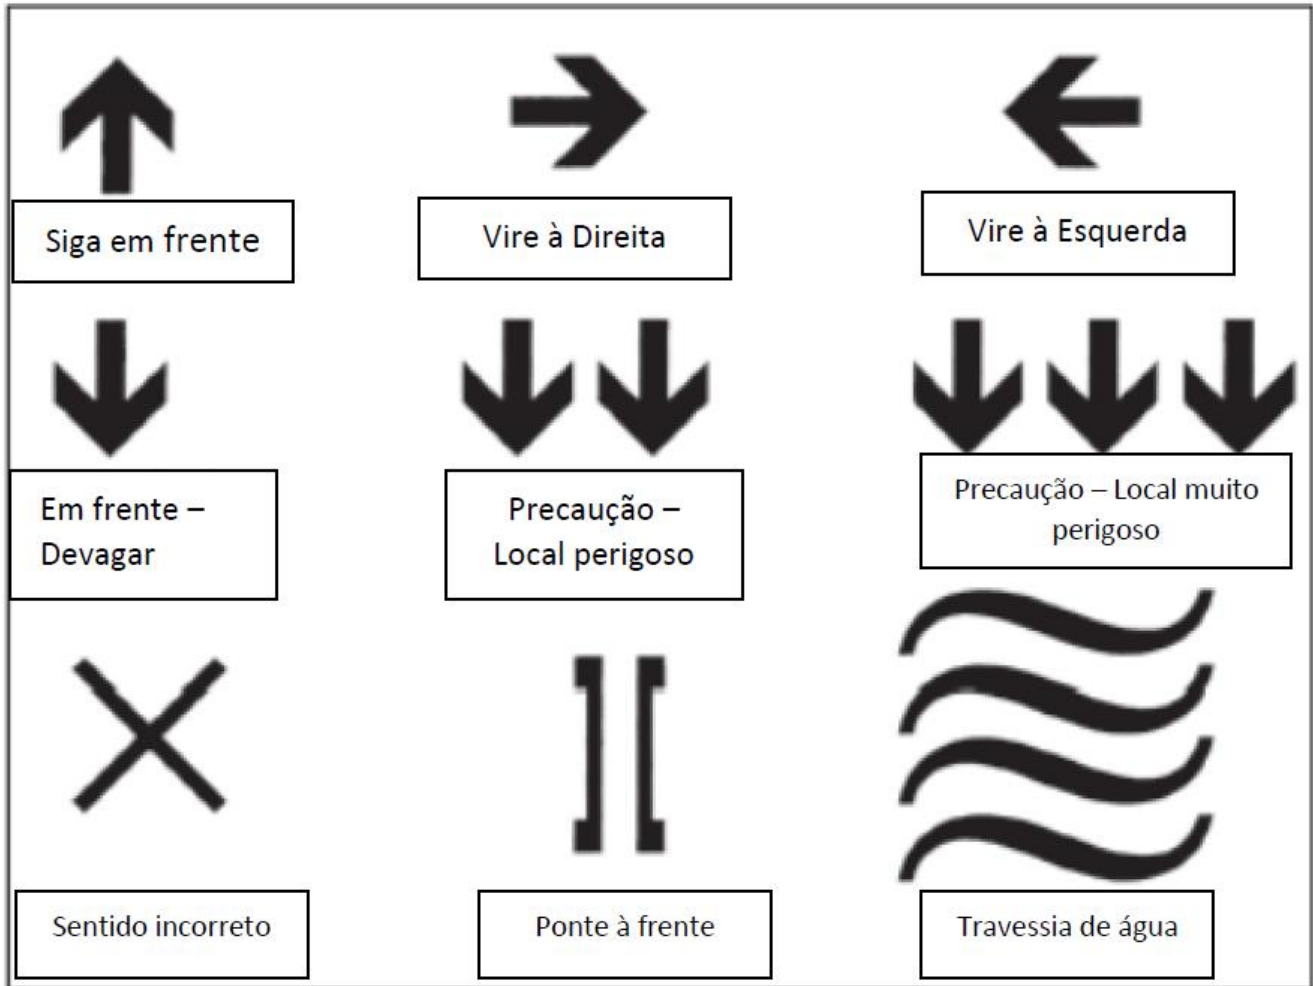 Siga em frente
Vire à Direita
Vire à Esquerda
Em frente –
Devagar
Precaução –
Local perigoso
Precaução – Local muito
perigoso
Sentido incorreto
Ponte à frente
Travessia de água